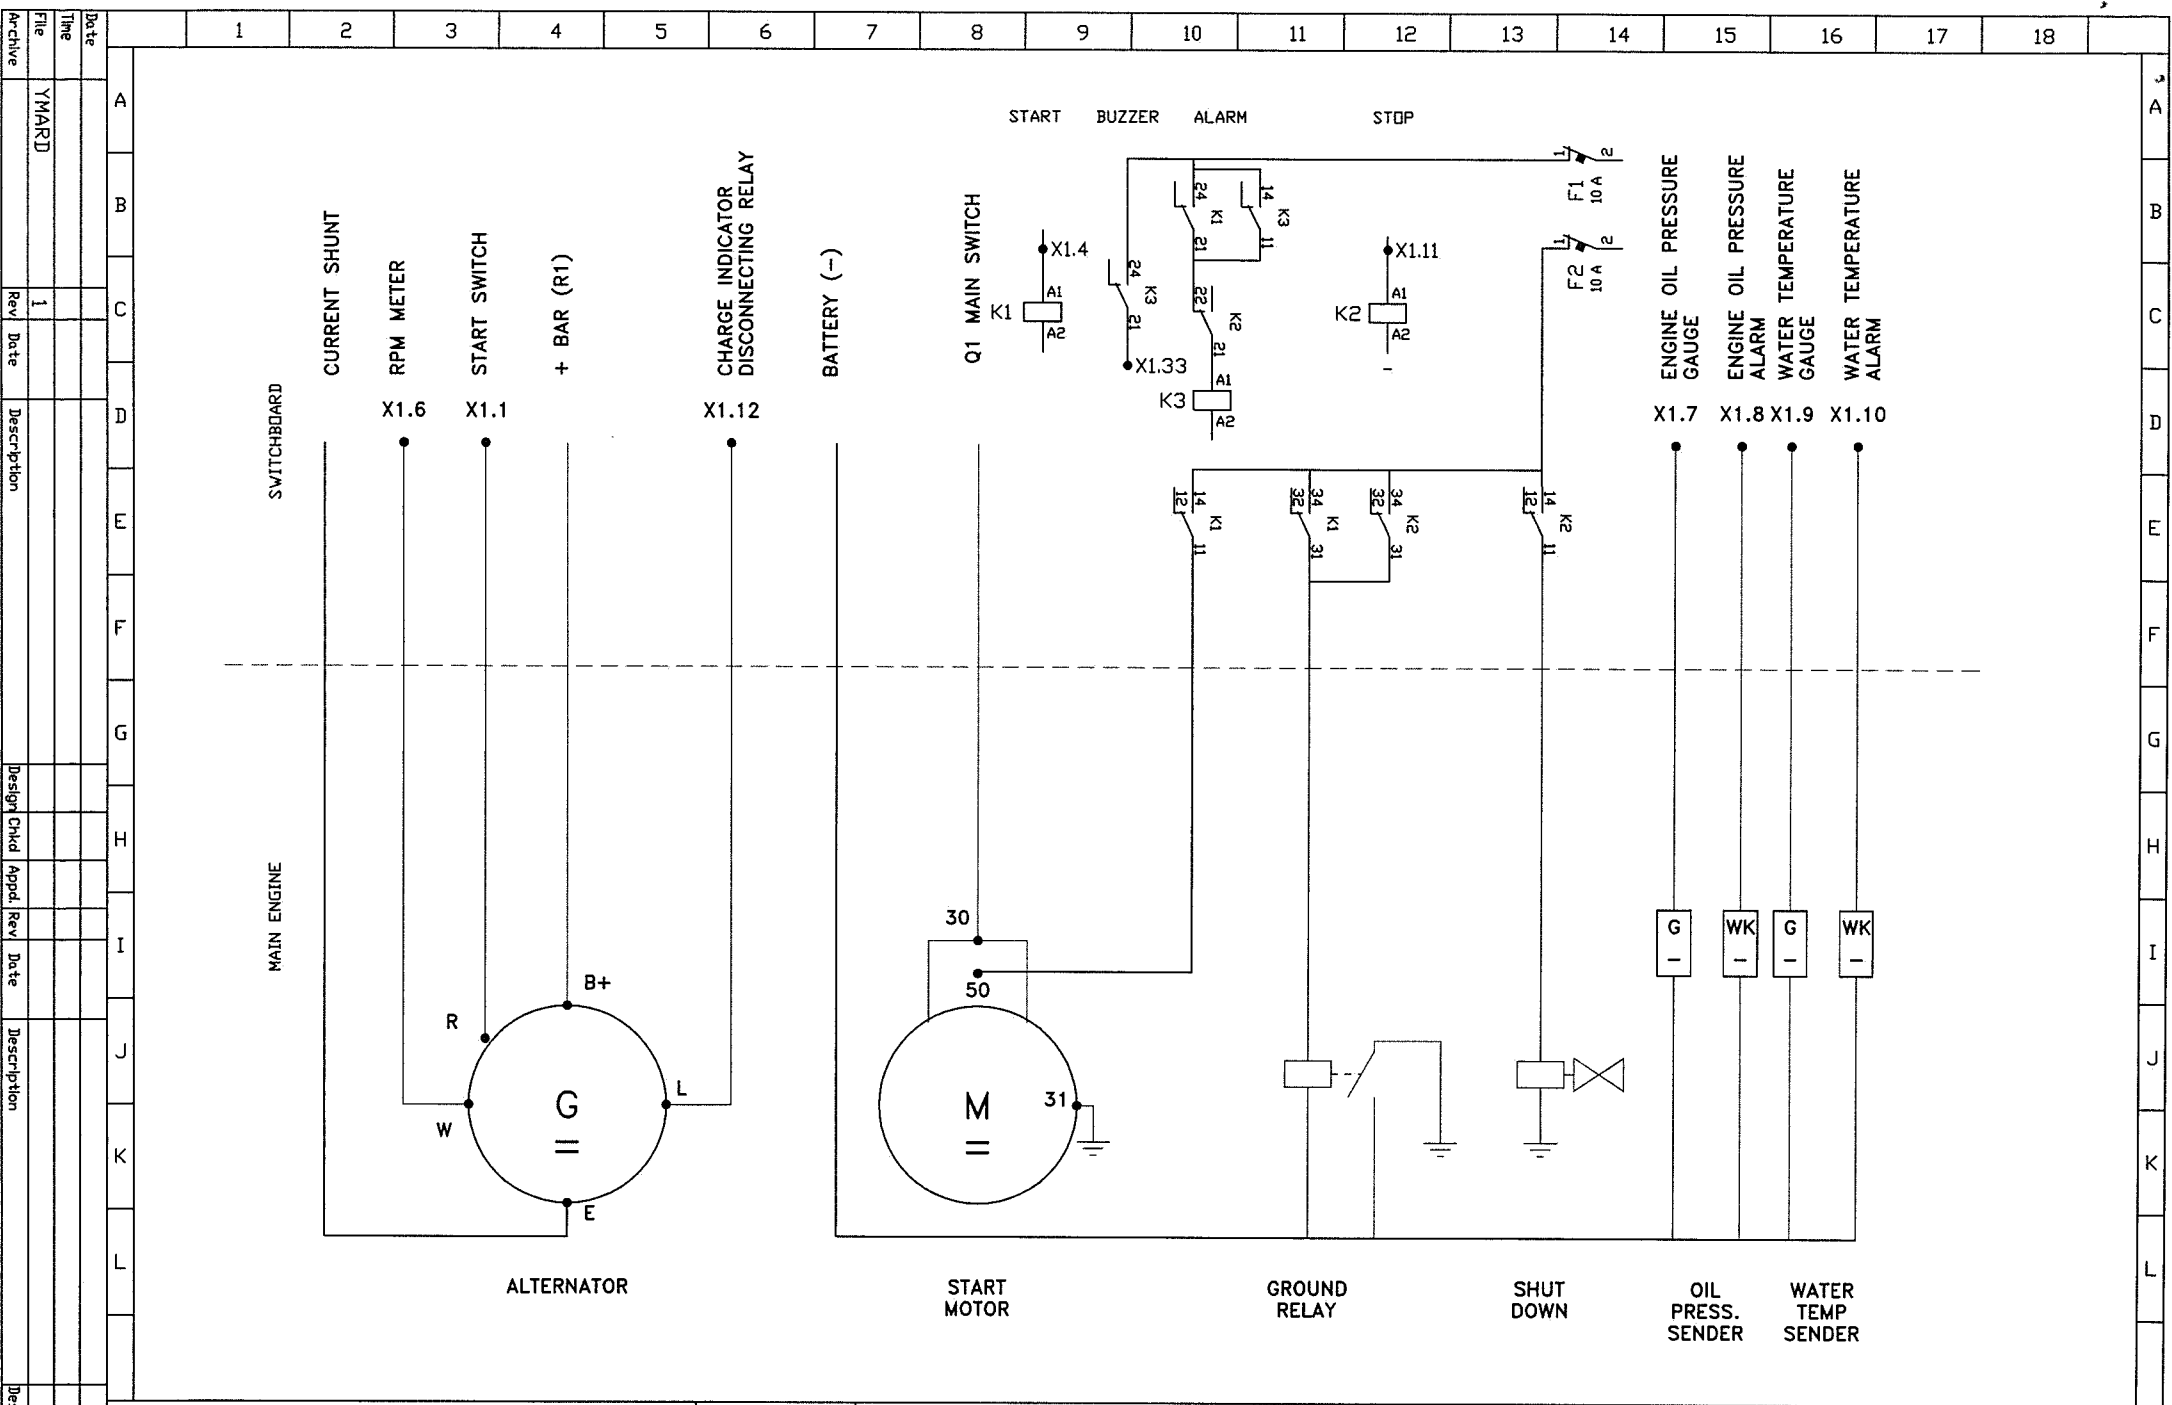 1 2 3 4 5 6 7 8 9 10 11 12 13 14 15 16 17 18
Date
Time
File YMARD
Archive
Rev. 1
Date
Description
Design Chkd Appd. Rev. Date Description
A
B
C
D
E
F
G
H
I
J
K
L
A
B
C
D
E
F
G
H
I
J
K
L
START BUZZER ALARM STOP
SWITCHBOARD
MAIN ENGINE
CURRENT SHUNT
RPM METER
X1.6
START SWITCH
X1.1
+ BAR (R1)
CHARGE INDICATOR
DISCONNECTING RELAY
X1.12
BATTERY (-)
Q1 MAIN SWITCH
X1.4
K1 A1
A2
24
K3
21
X1.33
24
K1
21
14
K3
11
22
K2
21
K3 A1
A2
X1.11
K2 A1
A2
-
1 2
F1
10 A
1 2
F2
10 A
ENGINE OIL PRESSURE
GAUGE
X1.7
ENGINE OIL PRESSURE
ALARM
X1.8
WATER TEMPERATURE
GAUGE
X1.9
WATER TEMPERATURE
ALARM
X1.10
12 14
K1
11
32 34
K1
31
32 34
K2
31
12 14
K2
11
B+
R
W
L
E
G
=
30
50
M
=
31
G
-
WK
-
G
-
WK
-
ALTERNATOR
START
MOTOR
GROUND
RELAY
SHUT
DOWN
OIL
PRESS.
SENDER
WATER
TEMP
SENDER